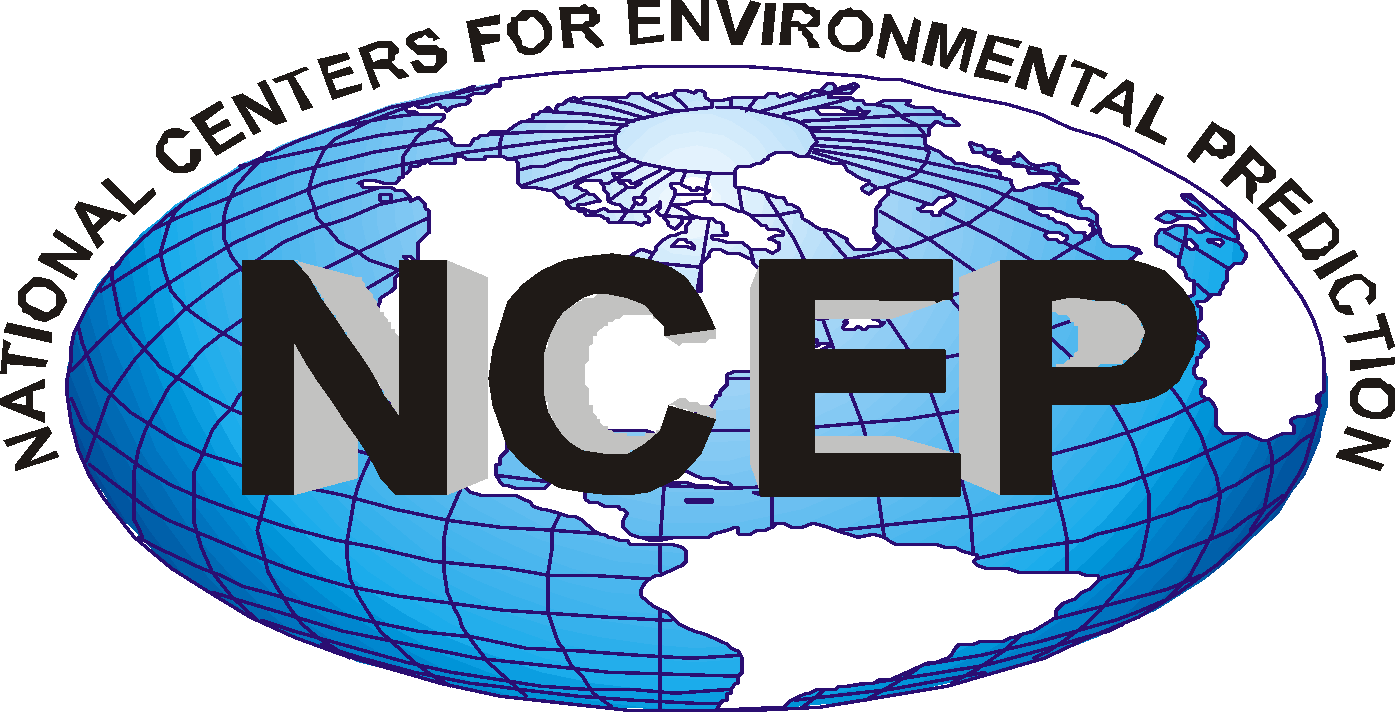 NATIONAL CENTERS FOR ENVIRONMENTAL PREDICTION
NCEP